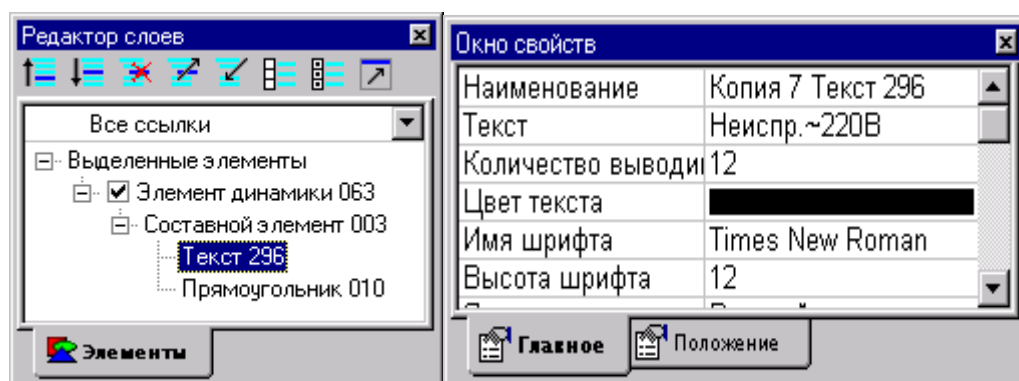 Редактор слоев
Все ссылки
Выделенные элементы
Элемент динамики 063
Составной элемент 003
Текст 296
Прямоугольник 010
Элементы
Окно свойств
Наименование Копия 7 Текст 296
Текст Неиспр.~220В
Количество выводи 12
Цвет текста
Имя шрифта Times New Roman
Высота шрифта 12
Главное Положение